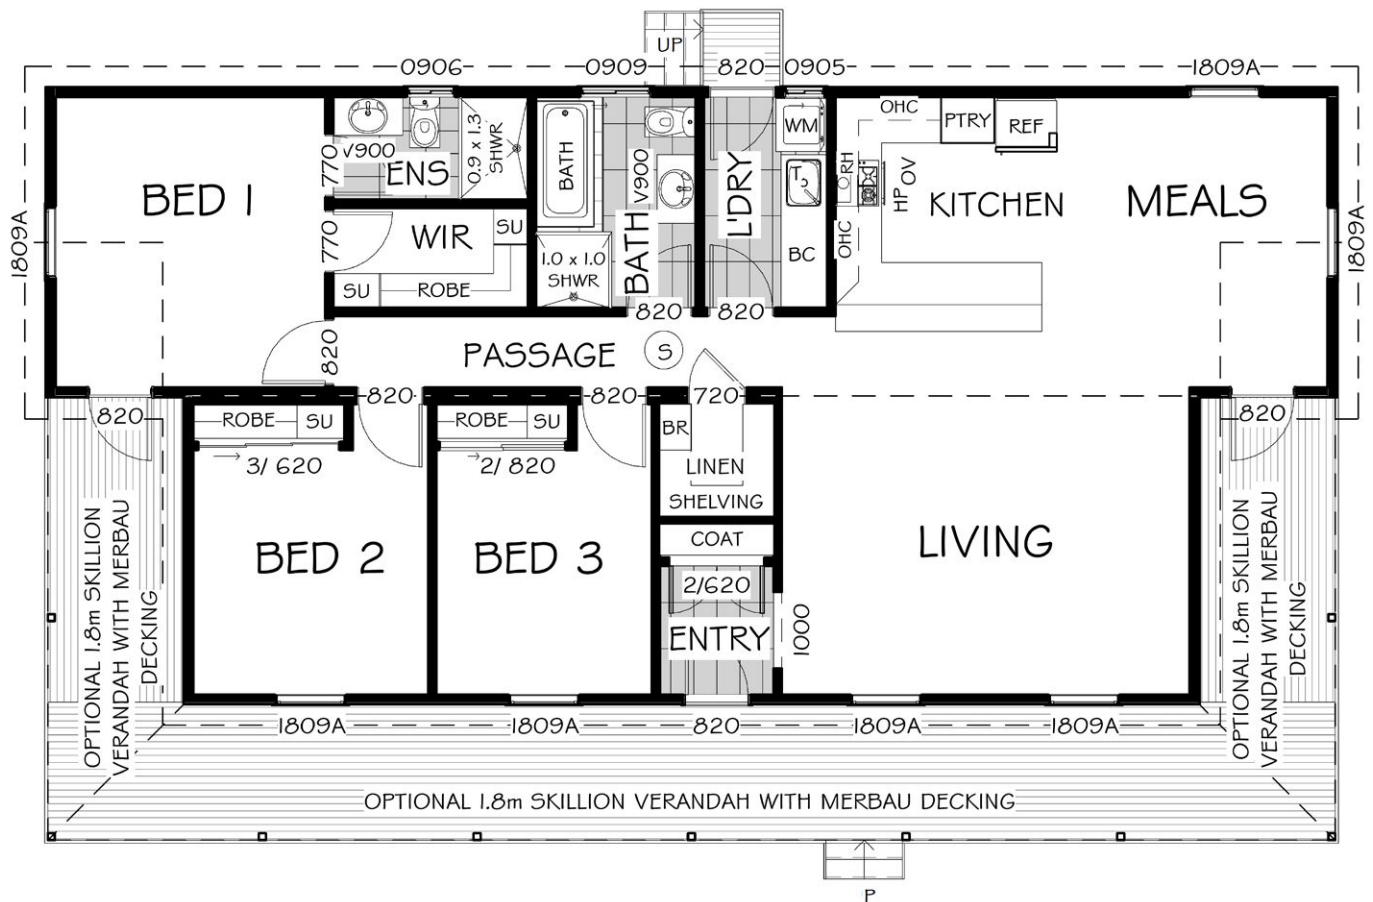 UP
0906
0909
820
0905
1809A
OHC
PTRY
REF
WM
V900
ENS
0.9 x 1.3
SHWR
BATH
V900
L'DRY
RH
HP
OV
770
BED 1
KITCHEN
MEALS
1809A
1809A
770
WIR
SU
BATH
BC
OHC
1.0 x 1.0
SHWR
SU
ROBE
820
820
820
PASSAGE
S
820
820
820
720
820
ROBE
SU
ROBE
SU
BR
3/ 620
2/ 820
LINEN
SHELVING
COAT
BED 2
BED 3
LIVING
2/620
ENTRY
1000
OPTIONAL 1.8m SKILLION
VERANDAH WITH MERBAU
DECKING
OPTIONAL 1.8m SKILLION
VERANDAH WITH MERBAU
DECKING
1809A
1809A
820
1809A
1809A
OPTIONAL 1.8m SKILLION VERANDAH WITH MERBAU DECKING
P